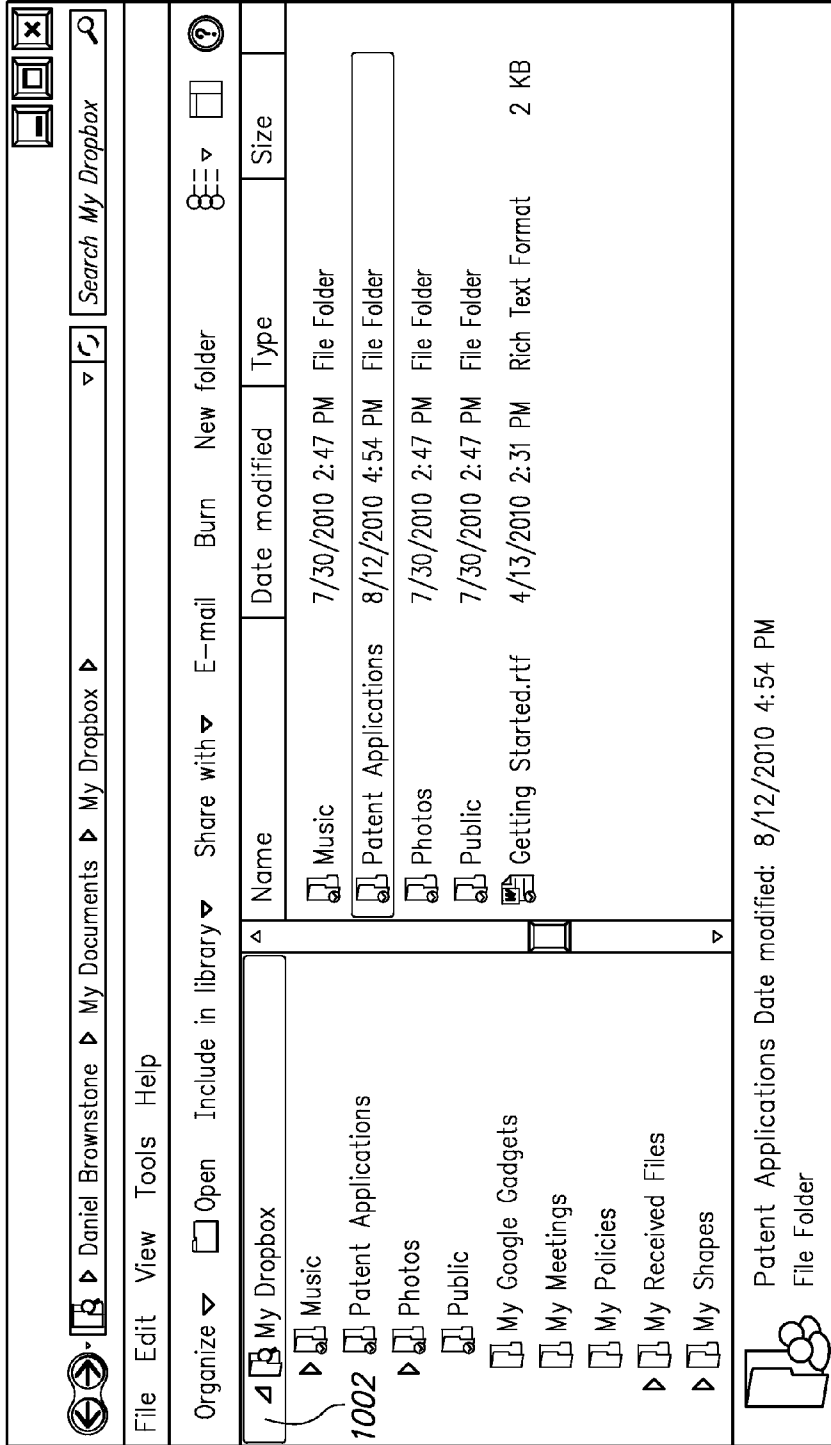 Daniel Brownstone ▷ My Documents ▷ My Dropbox ▷
Search My Dropbox
File Edit View Tools Help
Organize Open Include in library Share with E-mail Burn New folder ?
My Dropbox
1002
Music
Patent Applications
Photos
Public
My Google Gadgets
My Meetings
My Policies
My Received Files
My Shapes
Name Date modified Type Size
Music 7/30/2010 2:47 PM File Folder
Patent Applications 8/12/2010 4:54 PM File Folder
Photos 7/30/2010 2:47 PM File Folder
Public 7/30/2010 2:47 PM File Folder
W Getting Started.rtf 4/13/2010 2:31 PM Rich Text Format 2 KB
Patent Applications Date modified: 8/12/2010 4:54 PM
File Folder